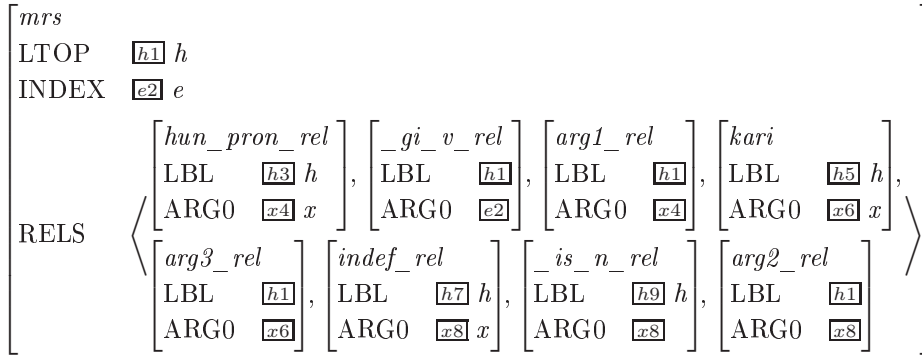 mrs
LTOP h1 h
INDEX e2 e
RELS
hun_pron_rel
LBL h3 h
ARG0 x4 x
,
_gi_v_rel
LBL h1
ARG0 e2
,
arg1_rel
LBL h1
ARG0 x4
,
kari
LBL h5 h
ARG0 x6 x
,
arg3_rel
LBL h1
ARG0 x6
,
indef_rel
LBL h7 h
ARG0 x8 x
,
_is_n_rel
LBL h9 h
ARG0 x8
,
arg2_rel
LBL h1
ARG0 x8